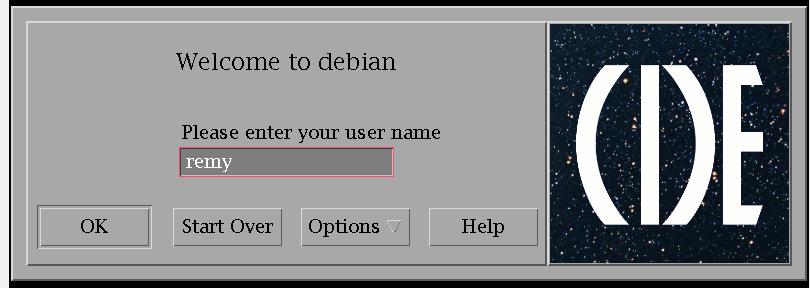 Welcome to debian
Please enter your user name
remy
OK
Start Over
Options
Help
CDE